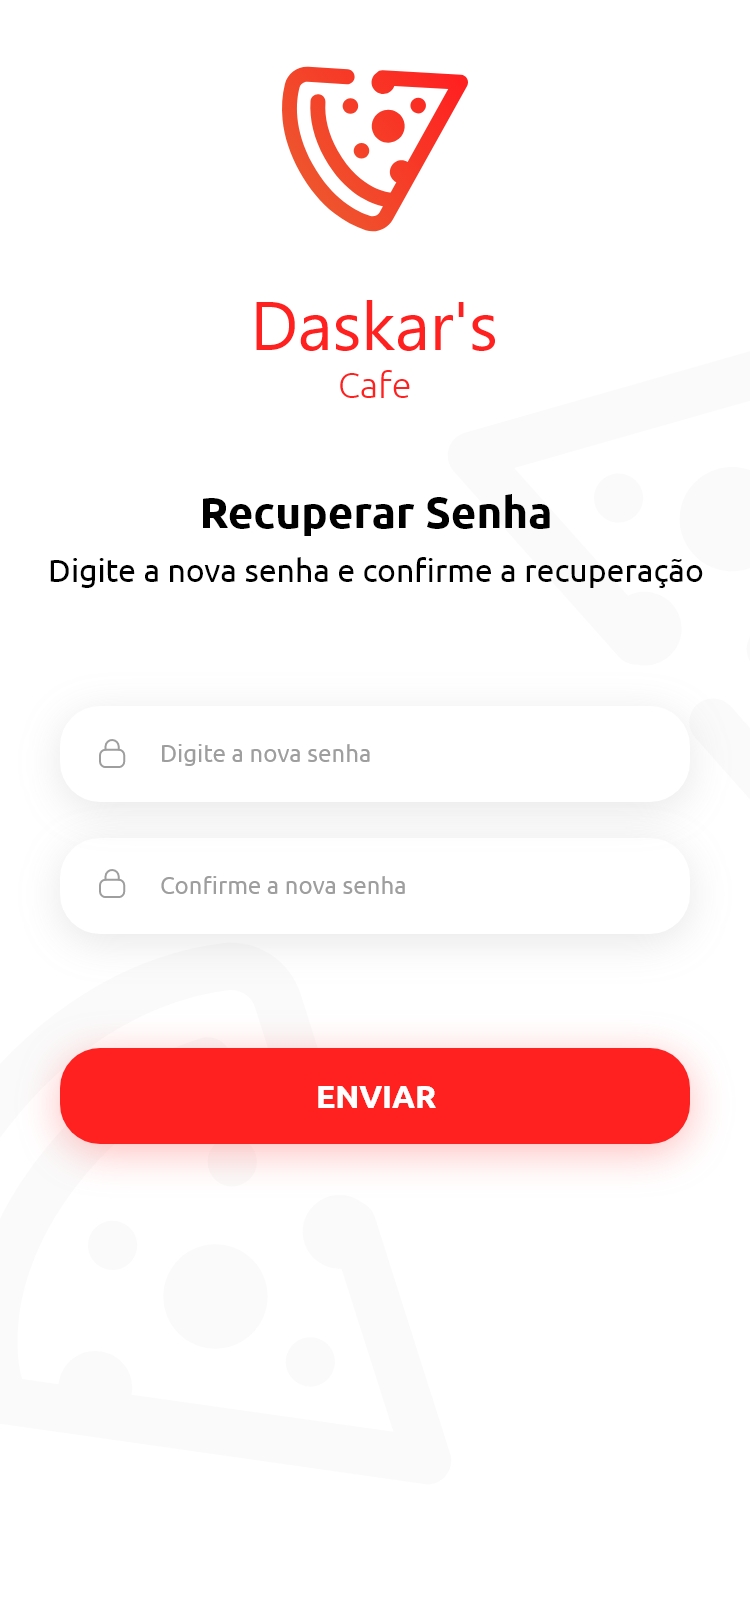 Daskar's
Cafe
Recuperar Senha
Digite a nova senha e confirme a recuperação
Digite a nova senha
Confirme a nova senha
ENVIAR